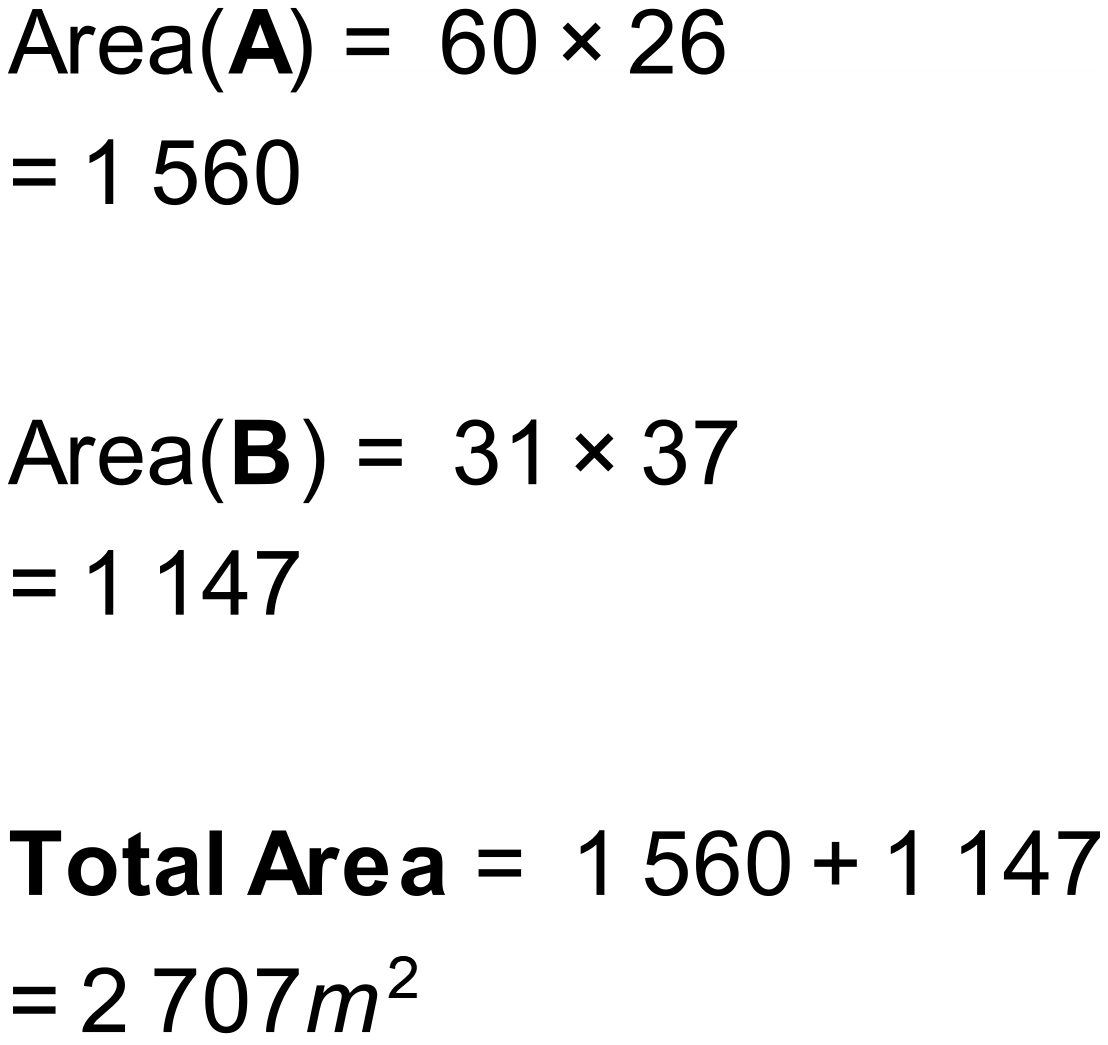 Area(A) = 60 × 26
= 1 560
Area(B) = 31 × 37
= 1 147
Total Area = 1 560 + 1 147
= 2 707m²